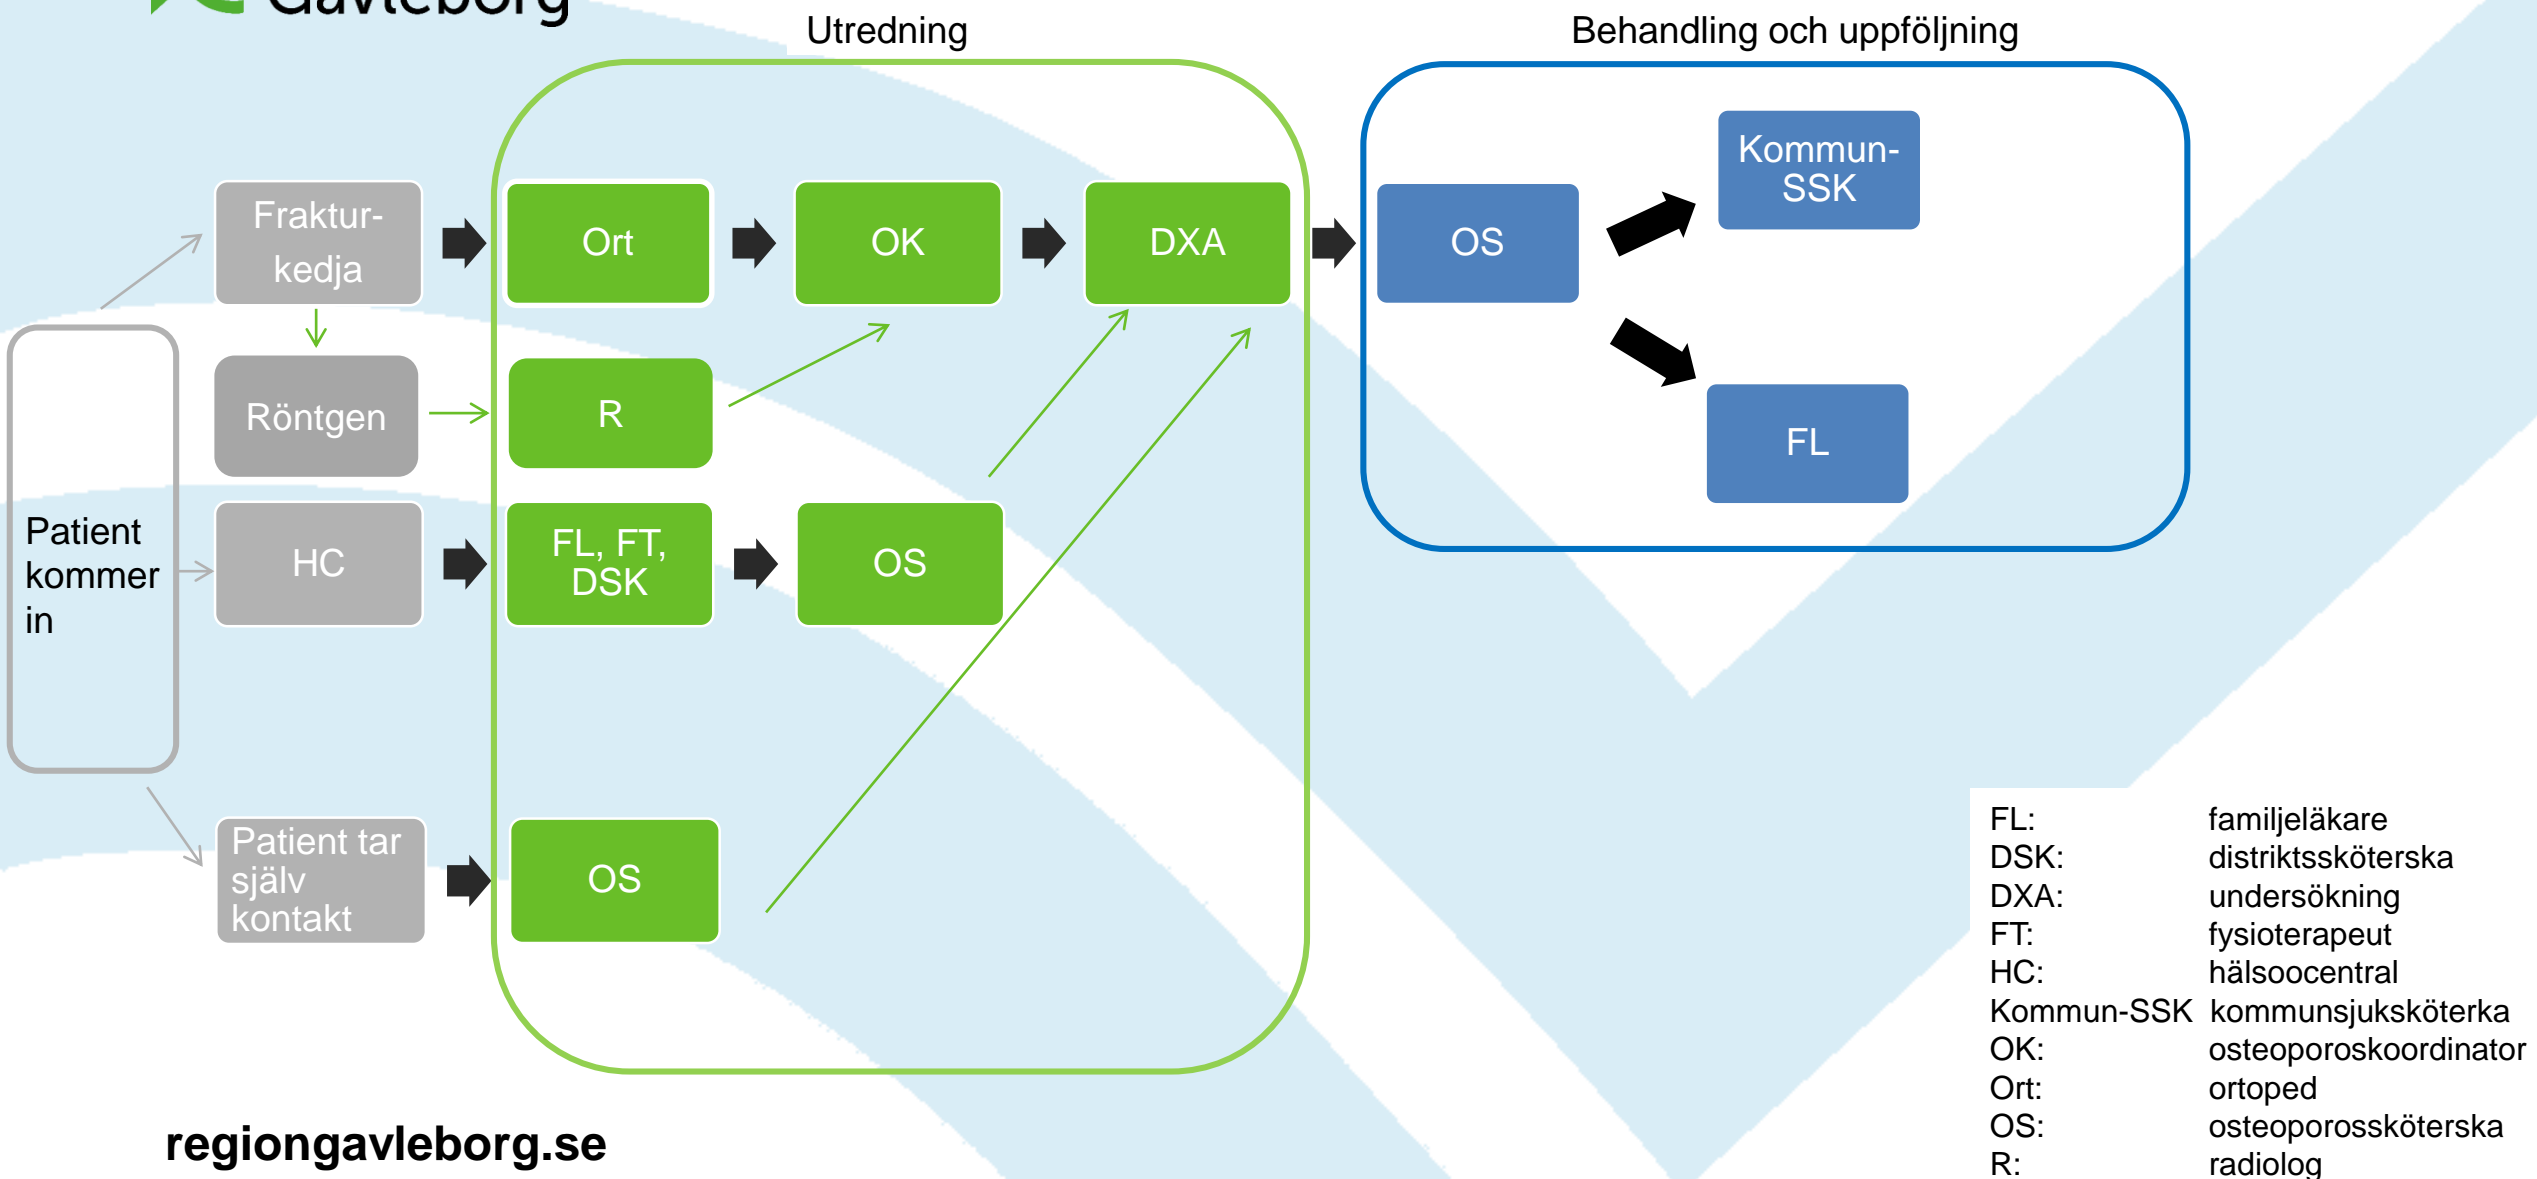 Gävleborg
Utredning
Behandling och uppföljning
Patient
kommer
in
Fraktur-
kedja
Ort
OK
DXA
OS
Kommun-
SSK
FL
Röntgen
R
HC
FL, FT,
DSK
OS
Patient tar
själv
kontakt
OS
FL: familjeläkare
DSK: distriktssköterska
DXA: undersökning
FT: fysioterapeut
HC: hälsoocentral
Kommun-SSK kommunsjuksköterka
OK: osteoporoskoordinator
Ort: ortoped
OS: osteoporossköterska
R: radiolog
regiongavleborg.se